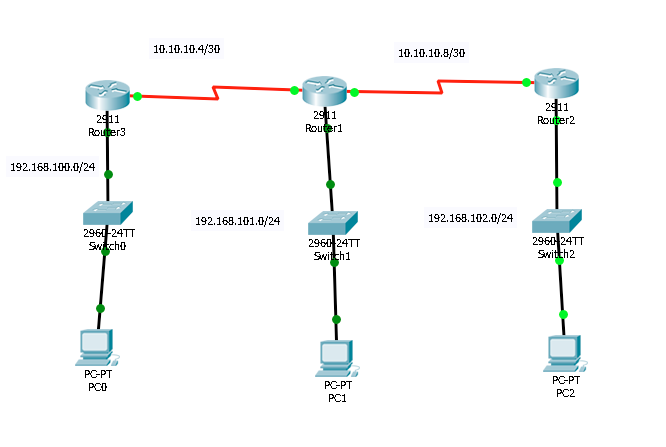 10.10.10.4/30
10.10.10.8/30
2911
Router3
2911
Router1
2911
Router2
192.168.100.0/24
192.168.101.0/24
192.168.102.0/24
2960-24TT
Switch0
2960-24TT
Switch1
2960-24TT
Switch2
PC-PT
PC0
PC-PT
PC1
PC-PT
PC2